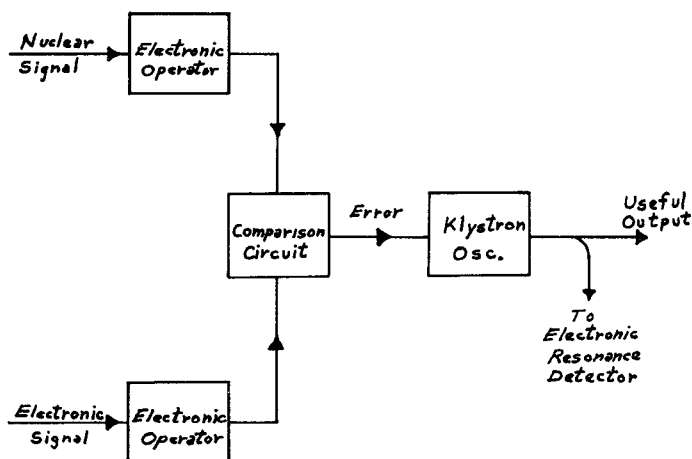 Nuclear
Signal
Electronic
Operator
Comparison
Circuit
Error
Klystron
Osc.
Useful
Output
To
Electronic
Resonance
Detector
Electronic
Signal
Electronic
Operator